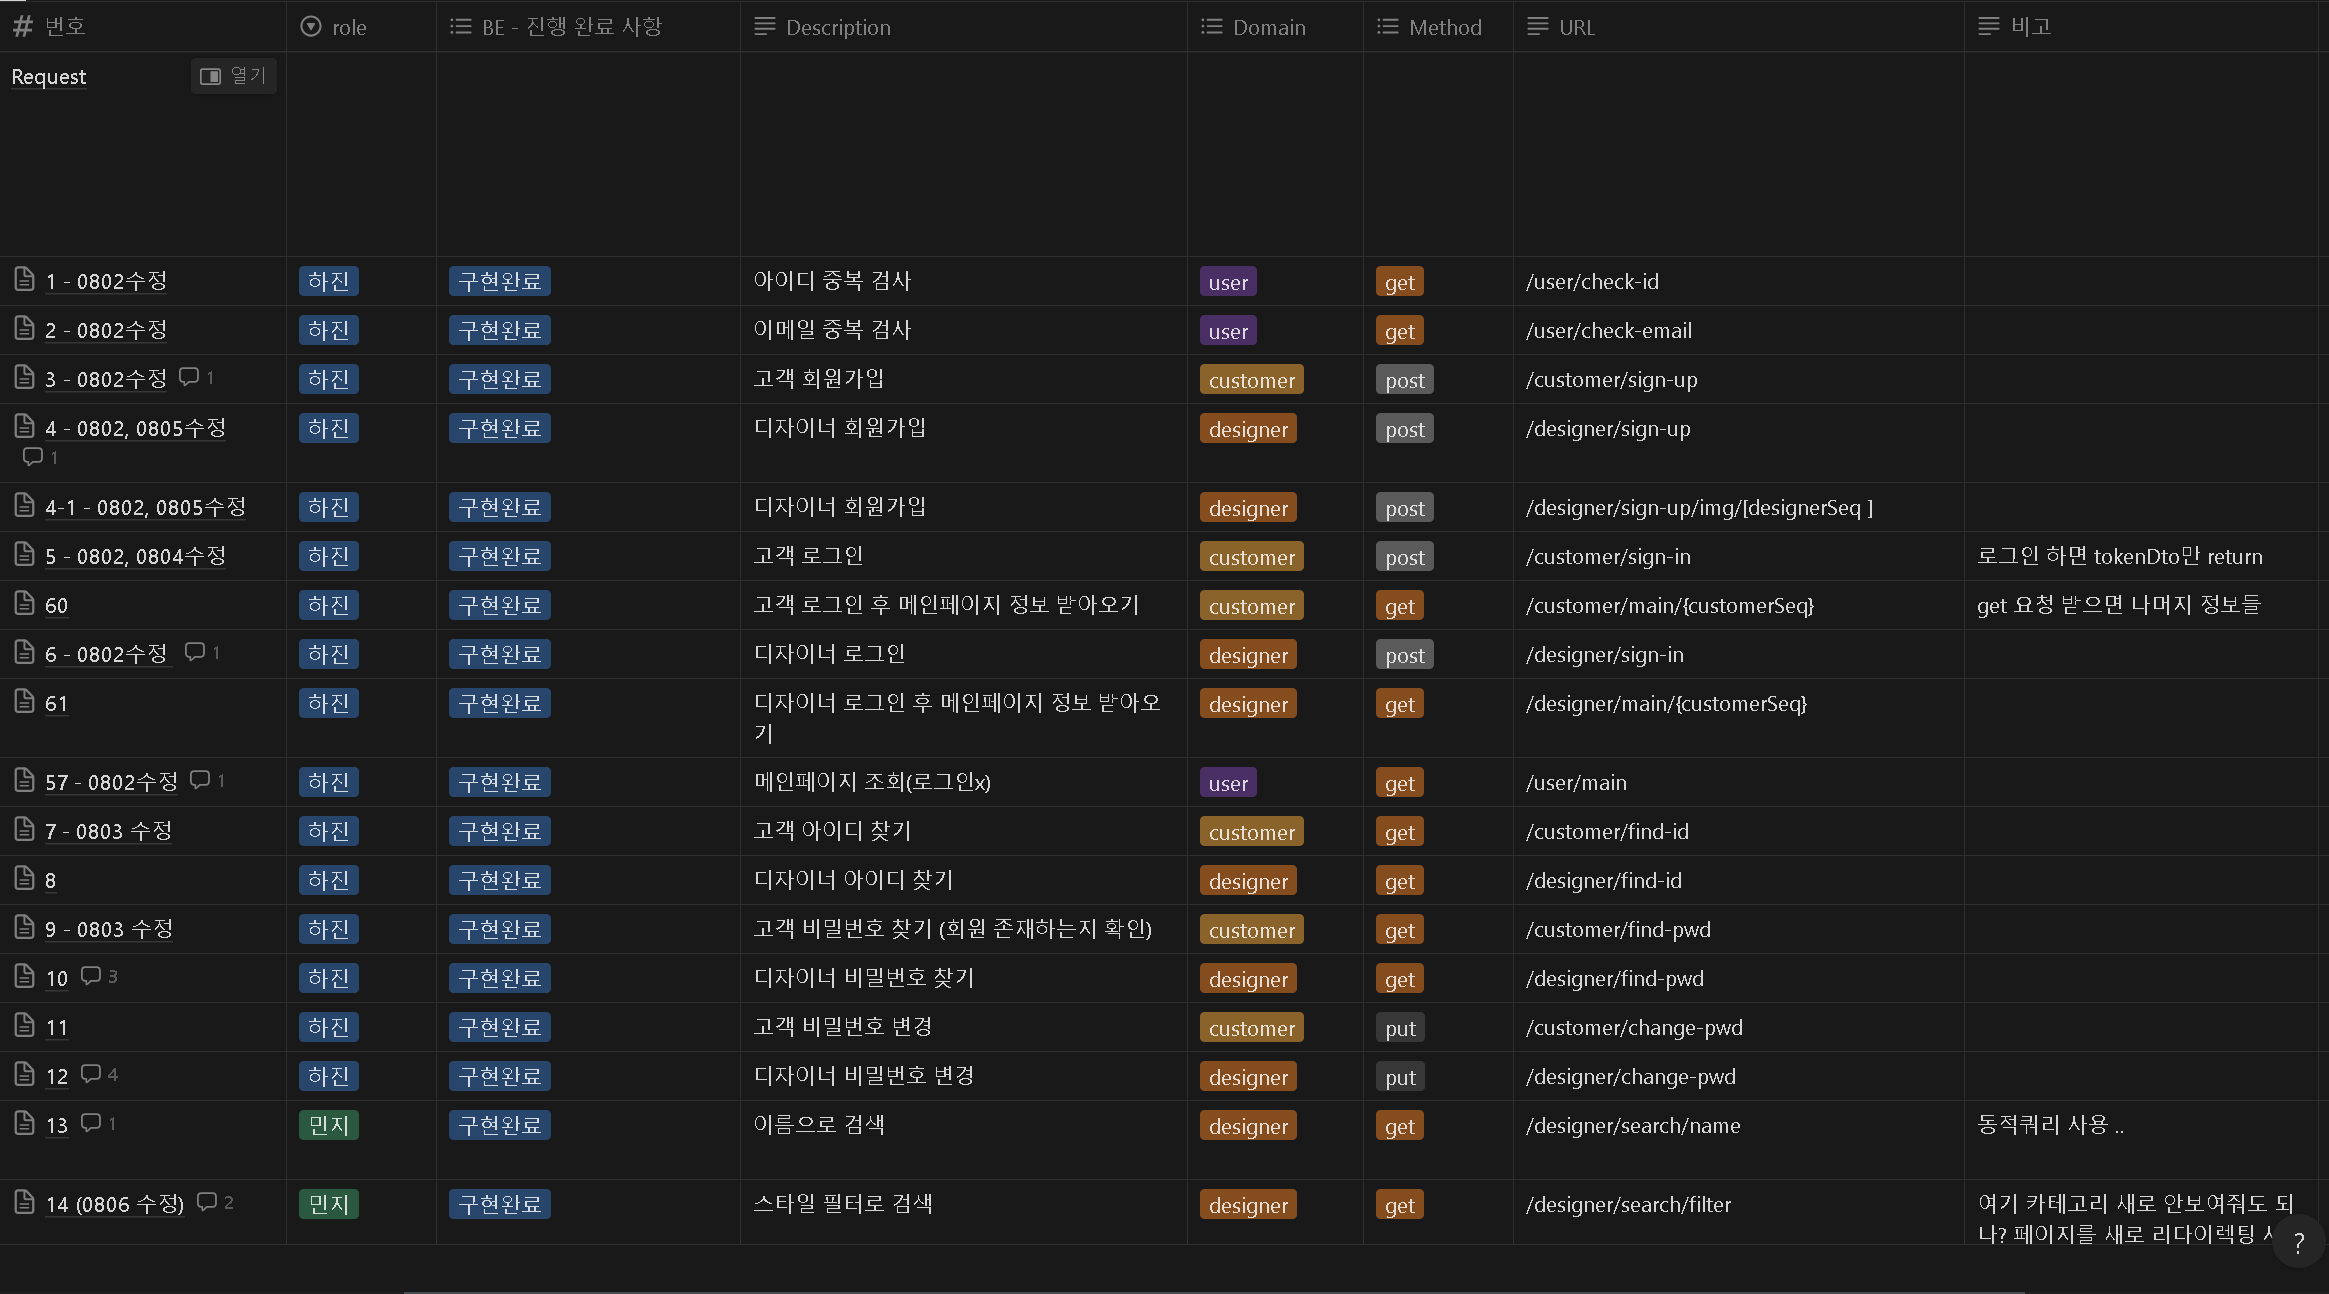 번호 role BE - 진행 완료 사항 Description Domain Method URL 비고
Request 열기
1 - 0802수정 하진 구현완료 아이디 중복 검사 user get /user/check-id
2 - 0802수정 하진 구현완료 이메일 중복 검사 user get /user/check-email
3 - 0802수정 1 하진 구현완료 고객 회원가입 customer post /customer/sign-up
4 - 0802, 0805수정 하진 구현완료 디자이너 회원가입 designer post /designer/sign-up
1
4-1 - 0802, 0805수정 하진 구현완료 디자이너 회원가입 designer post /designer/sign-up/img/[designerSeq ]
5 - 0802, 0804수정 하진 구현완료 고객 로그인 customer post /customer/sign-in 로그인 하면 tokenDto만 return
60 하진 구현완료 고객 로그인 후 메인페이지 정보 받아오기 customer get /customer/main/{customerSeq} get 요청 받으면 나머지 정보들
6 - 0802수정 1 하진 구현완료 디자이너 로그인 designer post /designer/sign-in
61 하진 구현완료 디자이너 로그인 후 메인페이지 정보 받아오 designer get /designer/main/{customerSeq}
기
57 - 0802수정 1 하진 구현완료 메인페이지 조회(로그인x) user get /user/main
7 - 0803 수정 하진 구현완료 고객 아이디 찾기 customer get /customer/find-id
8 하진 구현완료 디자이너 아이디 찾기 designer get /designer/find-id
9 - 0803 수정 하진 구현완료 고객 비밀번호 찾기 (회원 존재하는지 확인) customer get /customer/find-pwd
10 3 하진 구현완료 디자이너 비밀번호 찾기 designer get /designer/find-pwd
11 하진 구현완료 고객 비밀번호 변경 customer put /customer/change-pwd
12 4 하진 구현완료 디자이너 비밀번호 변경 designer put /designer/change-pwd
13 1 민지 구현완료 이름으로 검색 designer get /designer/search/name 동적쿼리 사용 ..
14 (0806 수정) 2 민지 구현완료 스타일 필터로 검색 designer get /designer/search/filter 여기 카테고리 새로 안보여줘도 되
나? 페이지를 새로 리다이렉팅
?